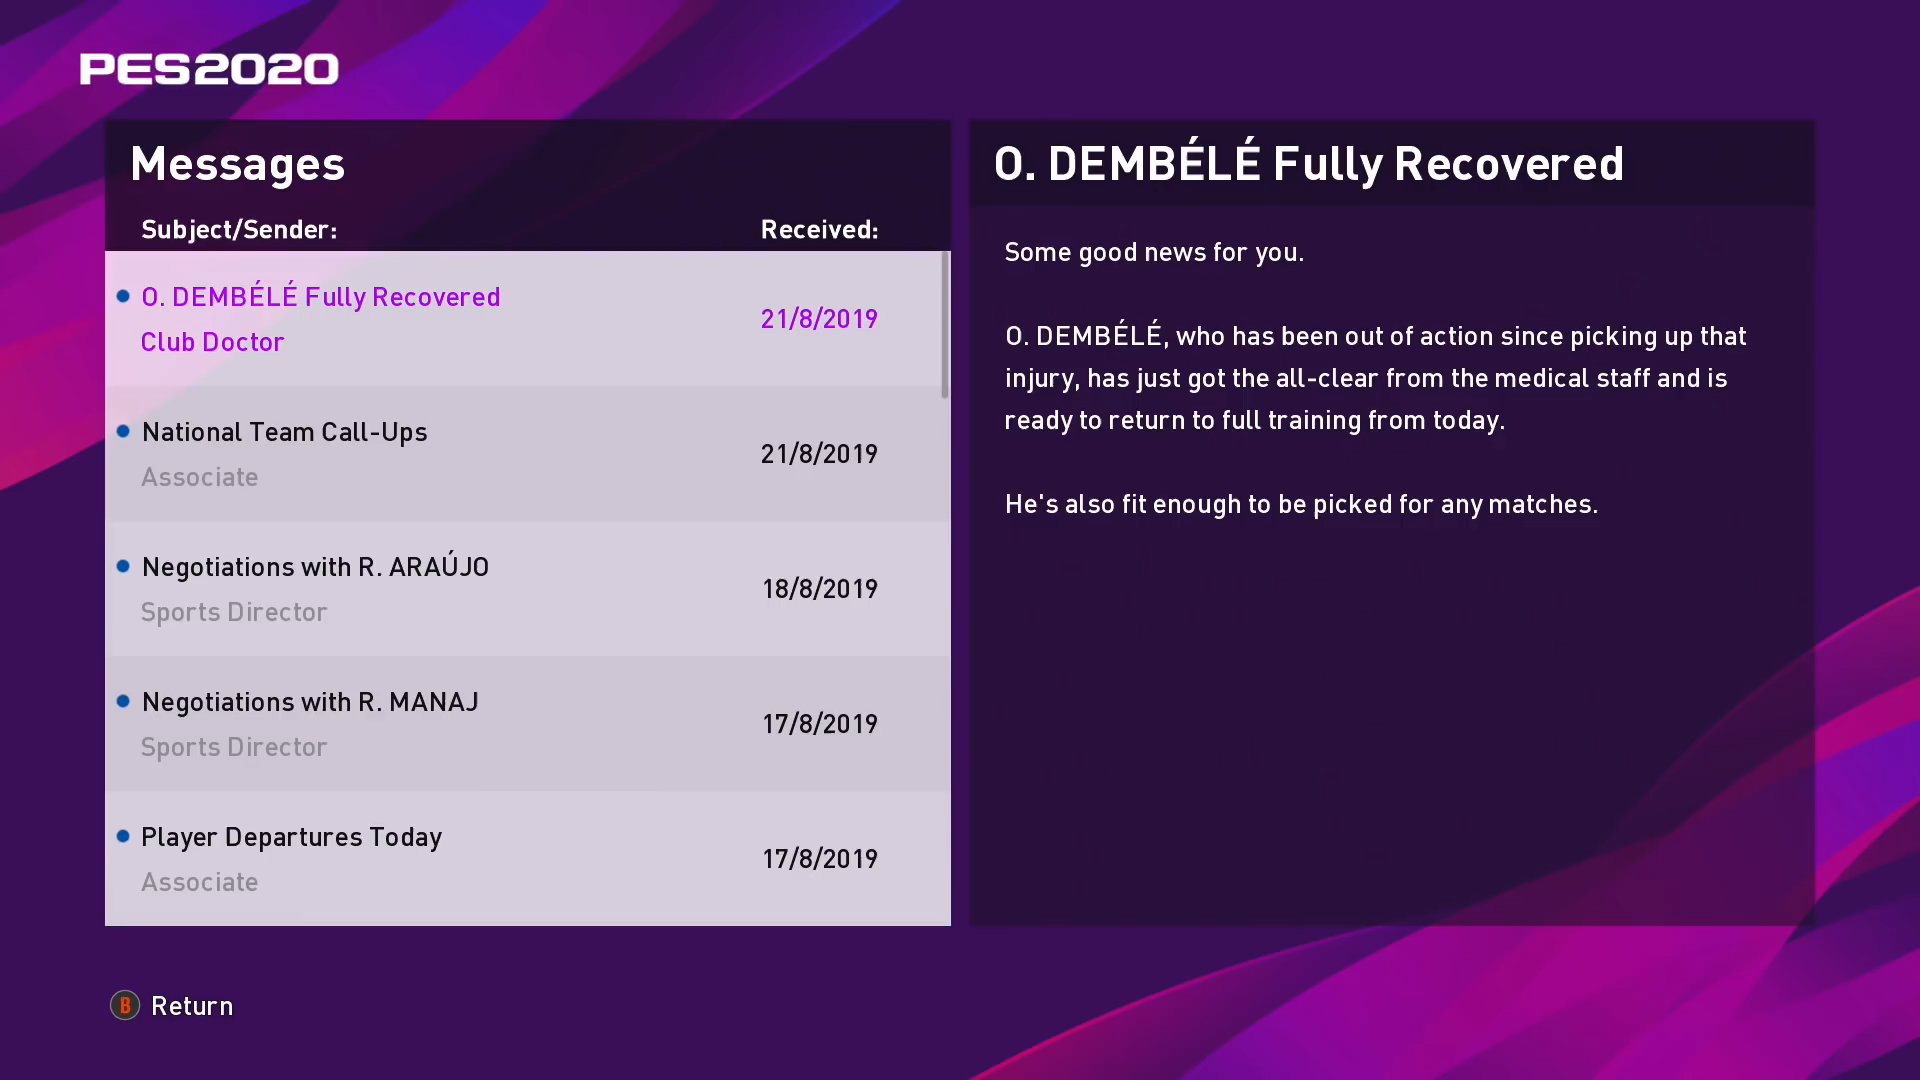 PES2020
Messages
Subject/Sender:
Received:
O. DEMBÉLÉ Fully Recovered
Club Doctor
21/8/2019
National Team Call-Ups
Associate
21/8/2019
Negotiations with R. ARAÚJO
Sports Director
18/8/2019
Negotiations with R. MANAJ
Sports Director
17/8/2019
Player Departures Today
Associate
17/8/2019
O. DEMBÉLÉ Fully Recovered
Some good news for you.
O. DEMBÉLÉ, who has been out of action since picking up that
injury, has just got the all-clear from the medical staff and is
ready to return to full training from today.
He's also fit enough to be picked for any matches.
B Return